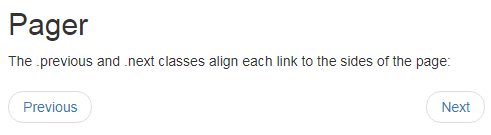 Pager
The .previous and .next classes align each link to the sides of the page:
Previous
Next